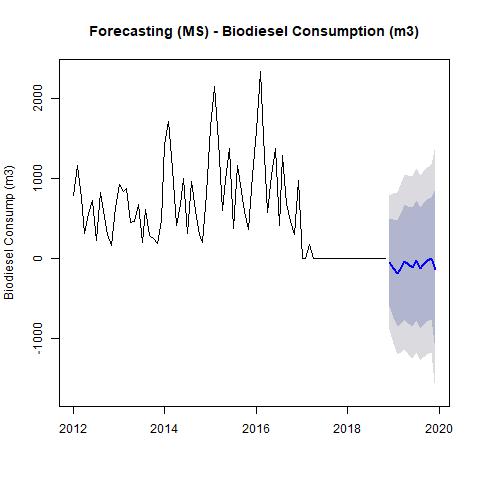 Forecasting (MS) - Biodiesel Consumption (m3)
Biodiesel Consump (m3)
2000
1000
0
-1000
2012 2014 2016 2018 2020